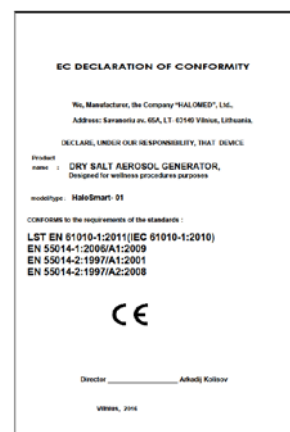 EC DECLARATION OF CONFORMITY
We, Manufacturer, the Company "HALOMED", Ltd.,
Address: Savanoriu av. 65A, LT- 03149 Vilnius, Lithuania,
DECLARE, UNDER OUR RESPONSIBILITY, THAT DEVICE
Product
name : DRY SALT AEROSOL GENERATOR,
Designed for wellness procedures purposes
model/type : HaloSmart- 01
CONFORMS to the requirements of the standards :
LST EN 61010-1:2011(IEC 61010-1:2010)
EN 55014-1:2006/A1:2009
EN 55014-2:1997/A1:2001
EN 55014-2:1997/A2:2008
CE
Director ____________ Arkadij Kolisov
Vilnius, 2016